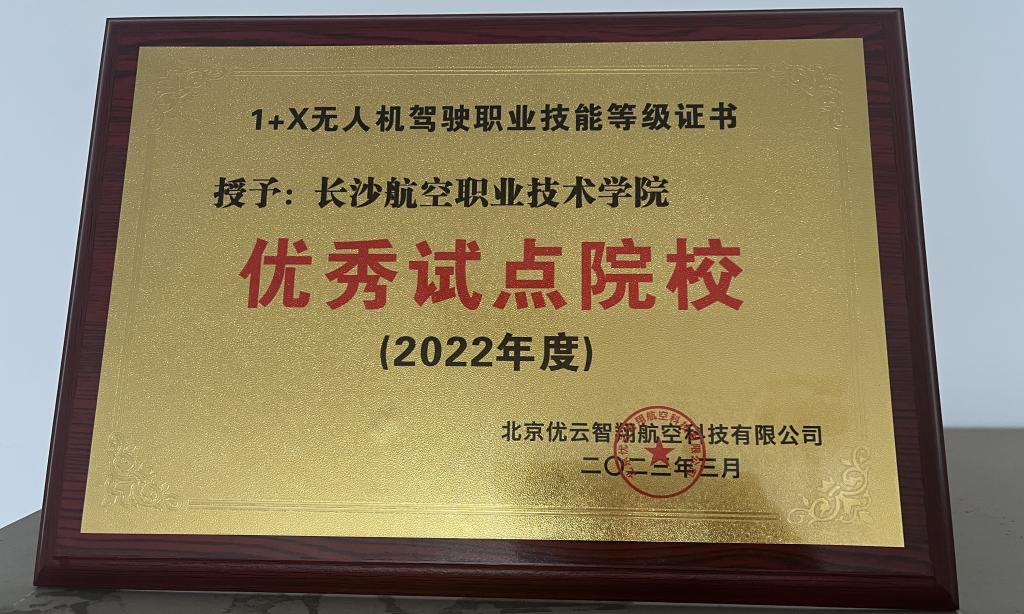 1+X无人机驾驶职业技能等级证书
授予：长沙航空职业技术学院
优秀试点院校
(2022年度)
北京优云智翔航空科技有限公司
二〇二三年三月